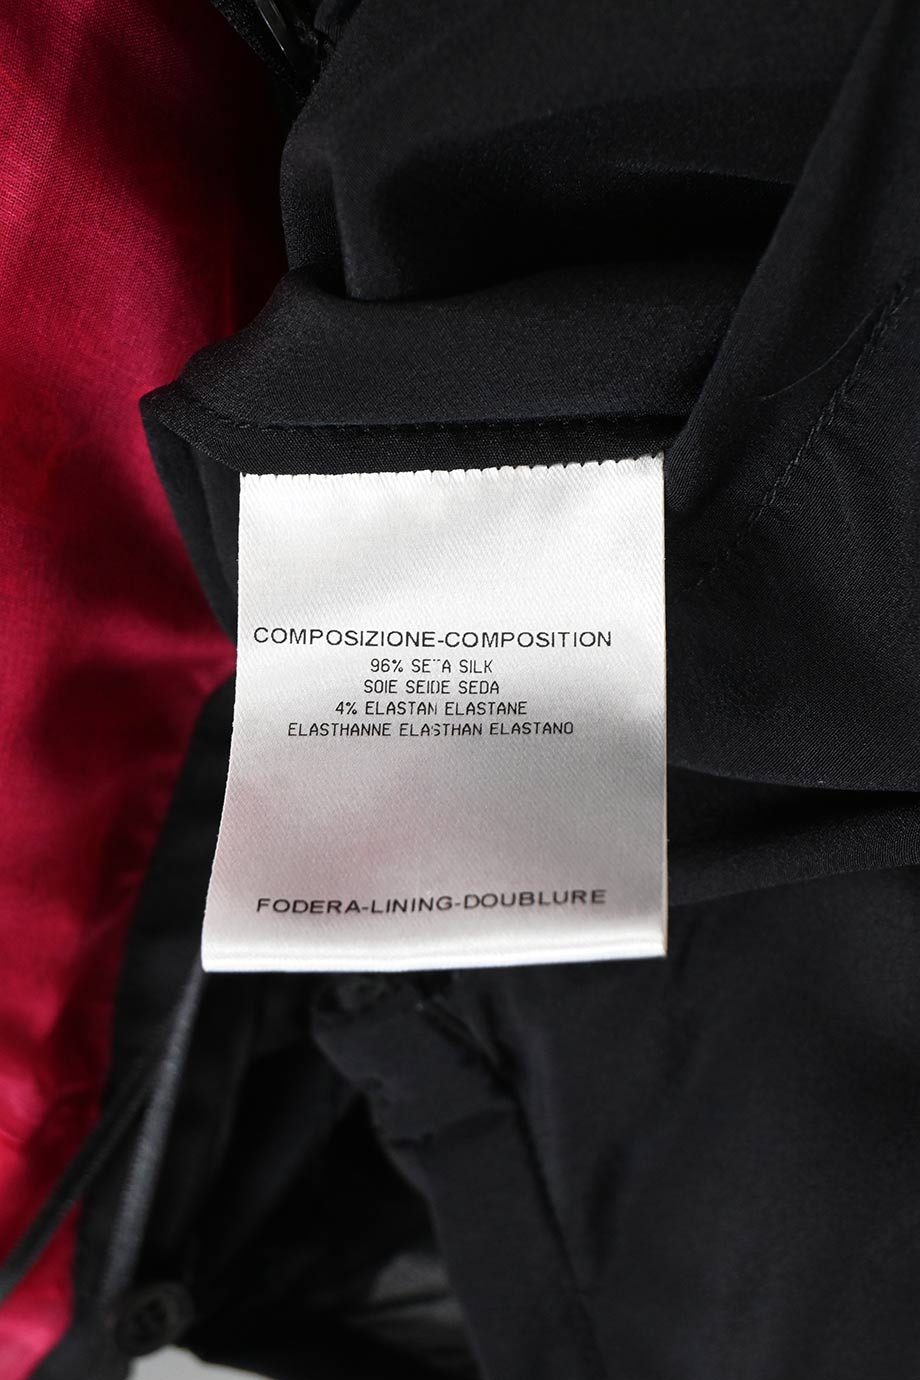 COMPOSIZIONE-COMPOSITION
96% SETA SILK
SOIE SEIDE SEDA
4% ELASTAN ELASTANE
ELASTHANNE ELASTHAN ELASTANO
FODERA-LINING-DOUBLURE